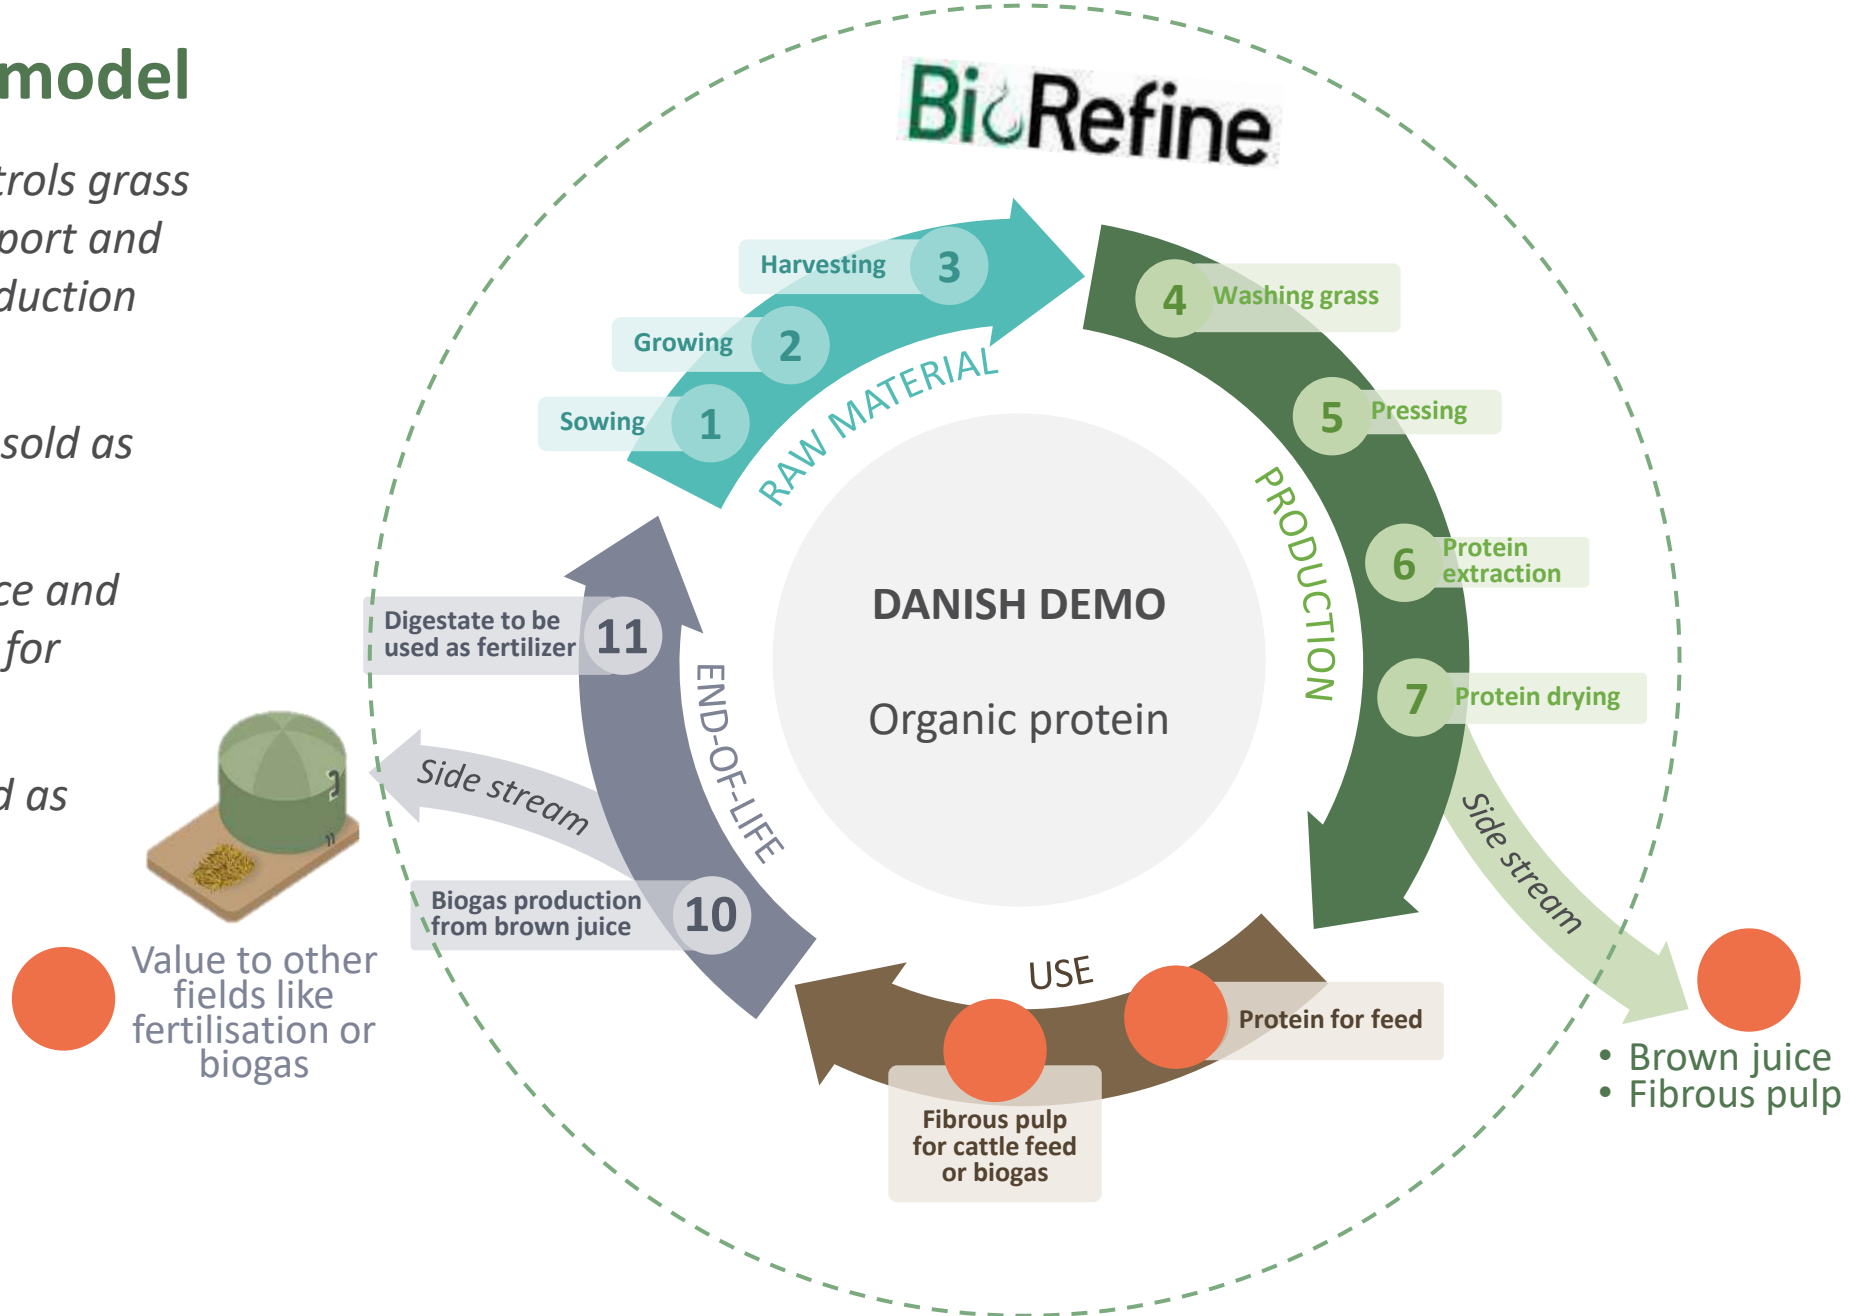 model
trols grass
port and
duction
sold as
ce and
for
d as
BioRefine
Harvesting 3
Growing 2
Sowing 1
RAW MATERIAL
4 Washing grass
5 Pressing
6 Protein
extraction
7 Protein drying
PRODUCTION
Side stream
• Brown juice
• Fibrous pulp
DANISH DEMO
Organic protein
USE
Protein for feed
Fibrous pulp
for cattle feed
or biogas
END-OF-LIFE
Biogas production
from brown juice
10
Digestate to be
used as fertilizer
11
Side stream
Value to other
fields like
fertilisation or
biogas